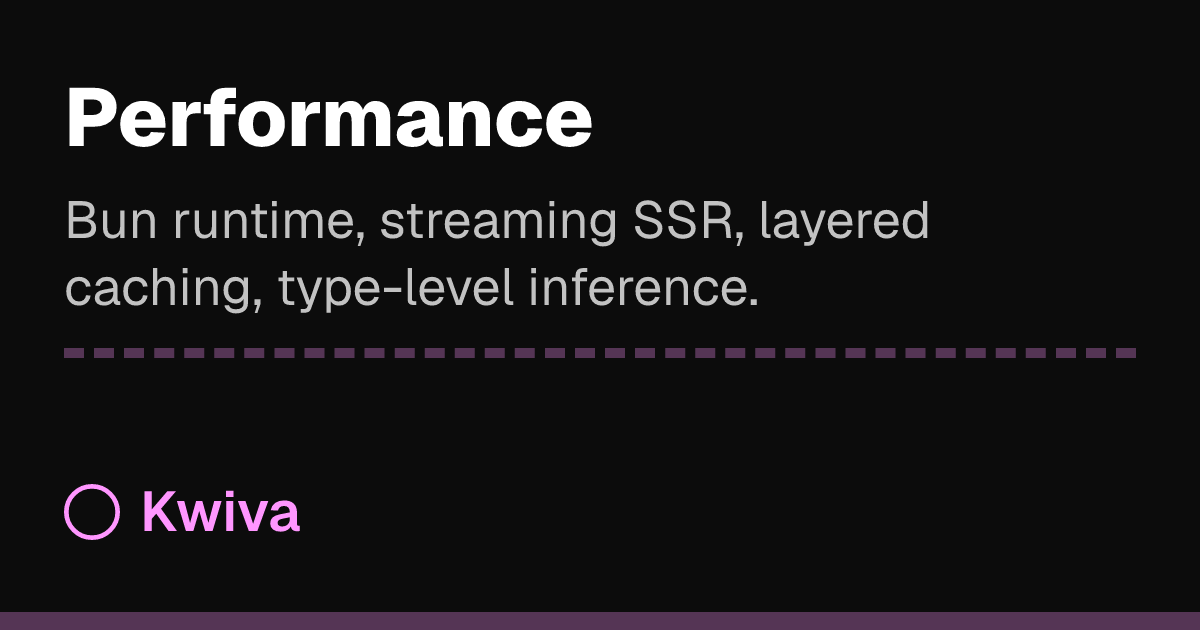 Performance
Bun runtime, streaming SSR, layered
caching, type-level inference.
Kwiva